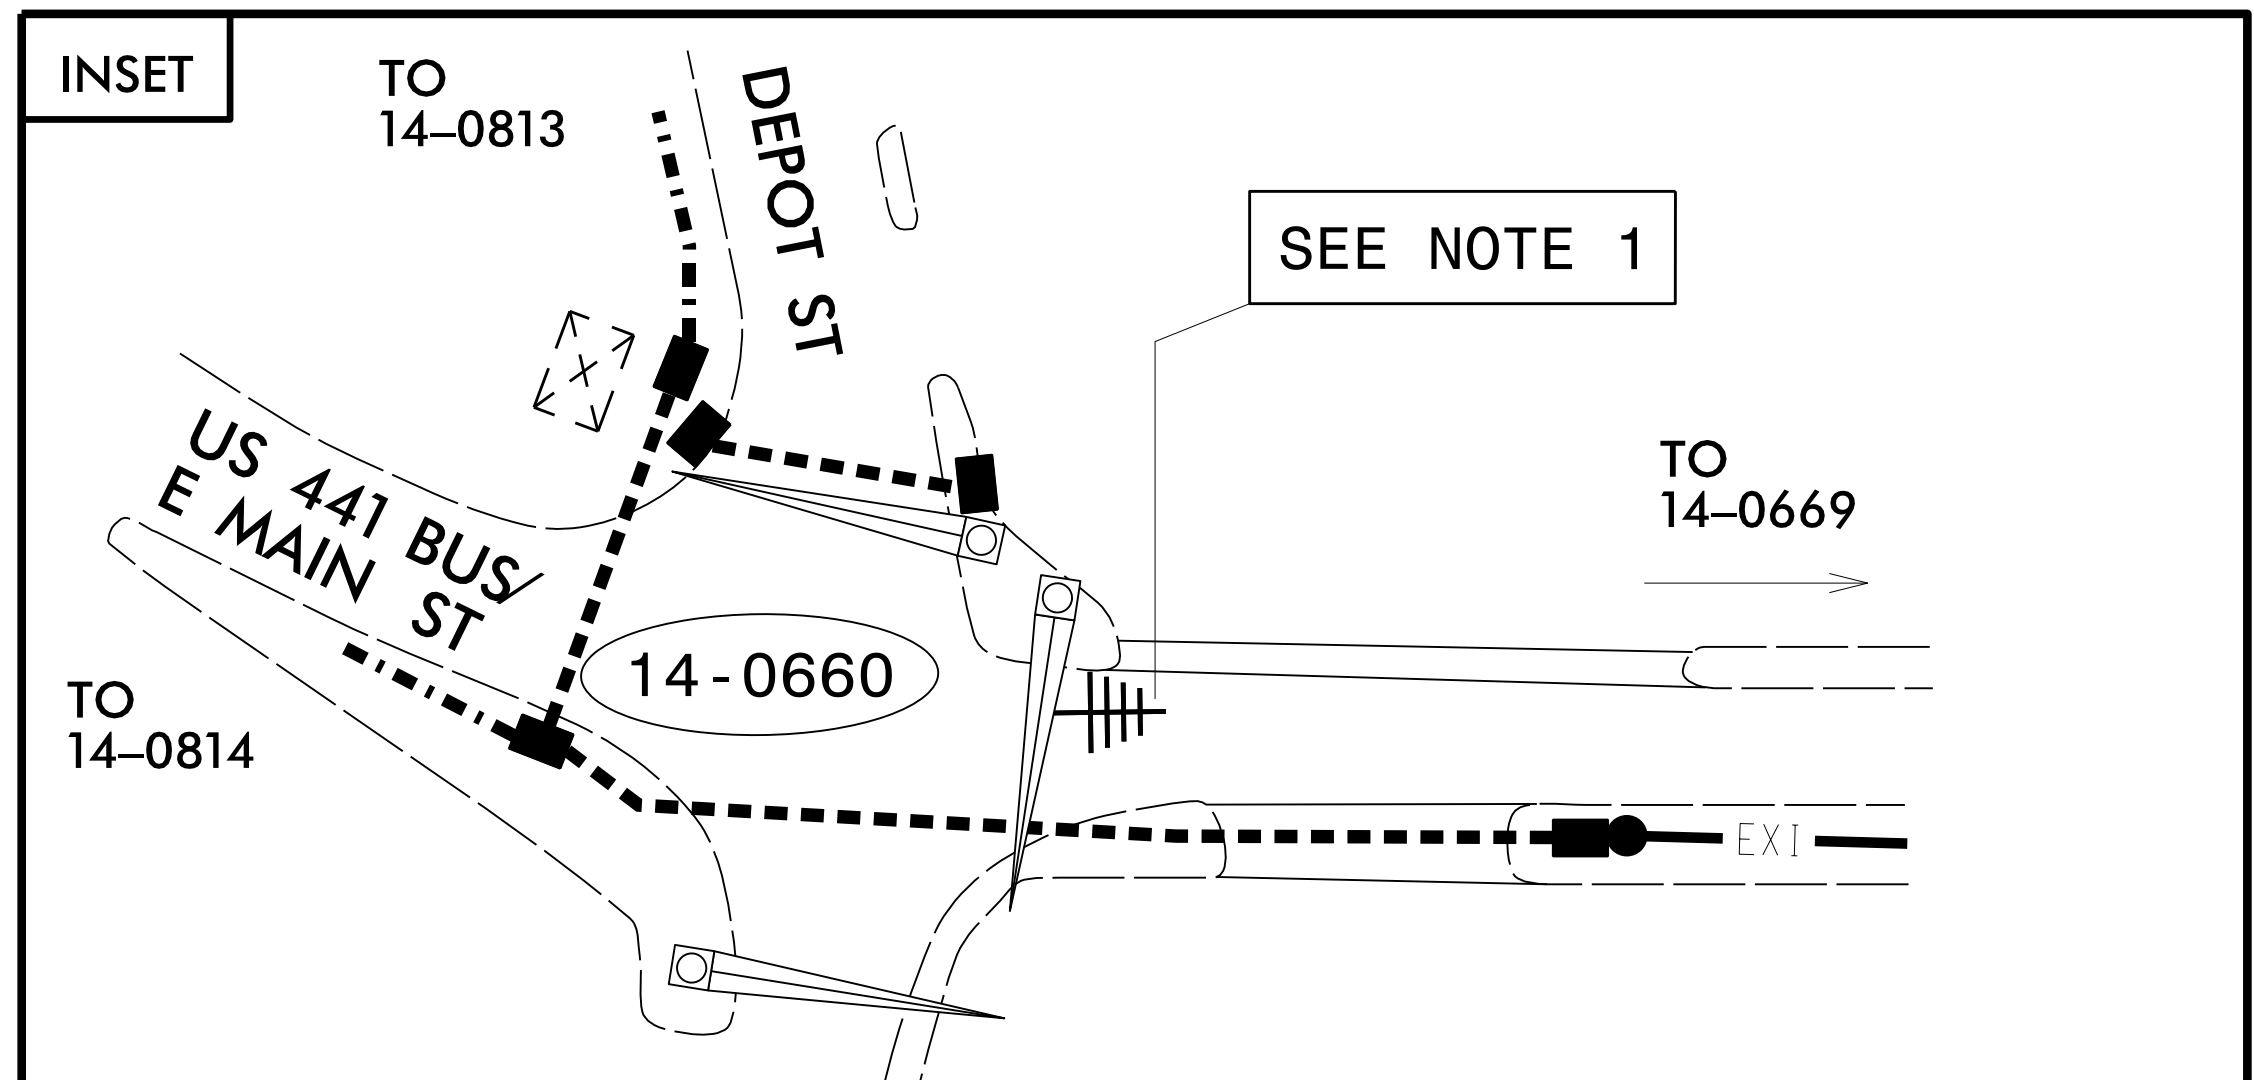 INSET
TO
14–0813
DEPOT ST
SEE NOTE 1
US 441 BUS/
E MAIN ST
TO
14–0669
14-0660
TO
14–0814
EXI